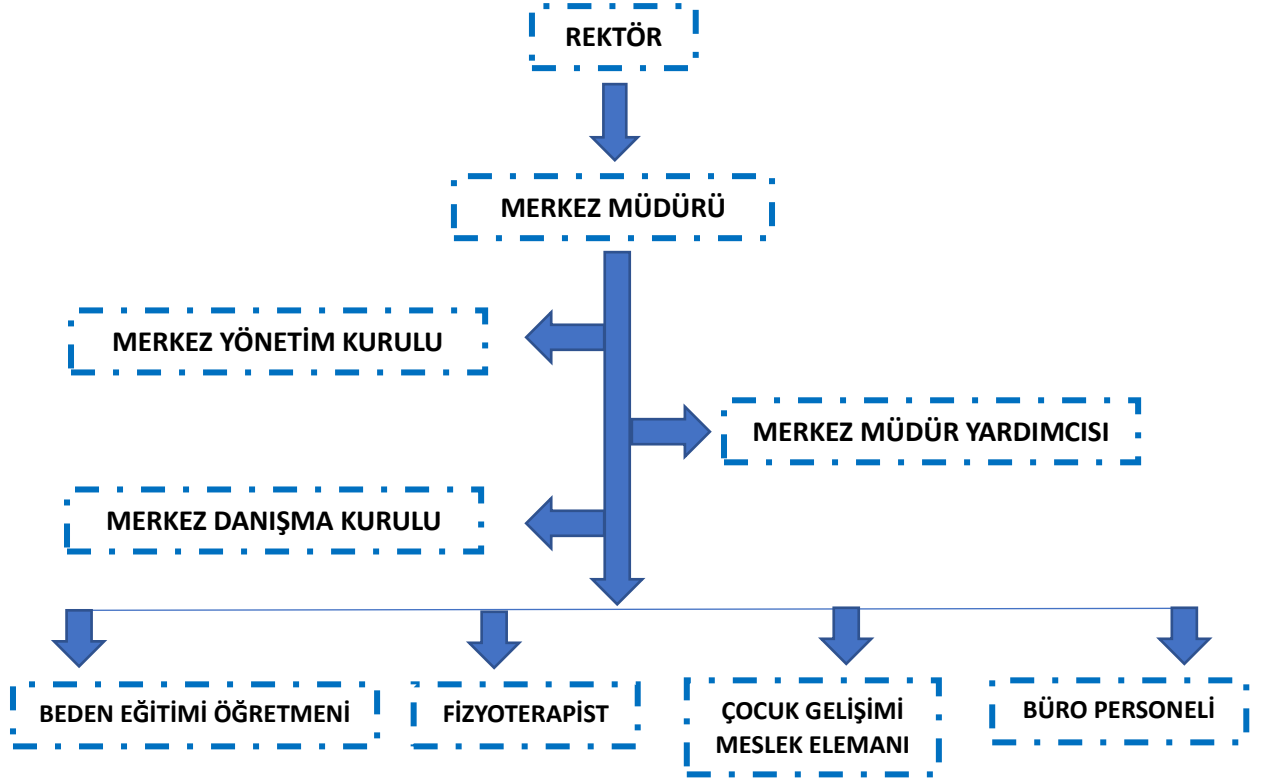 REKTÖR
MERKEZ MÜDÜRÜ
MERKEZ YÖNETİM KURULU
MERKEZ MÜDÜR YARDIMCISI
MERKEZ DANIŞMA KURULU
BEDEN EĞİTİMİ ÖĞRETMENİ
FİZYOTERAPİST
ÇOCUK GELİŞİMİ
MESLEK ELEMANI
BÜRO PERSONELİ